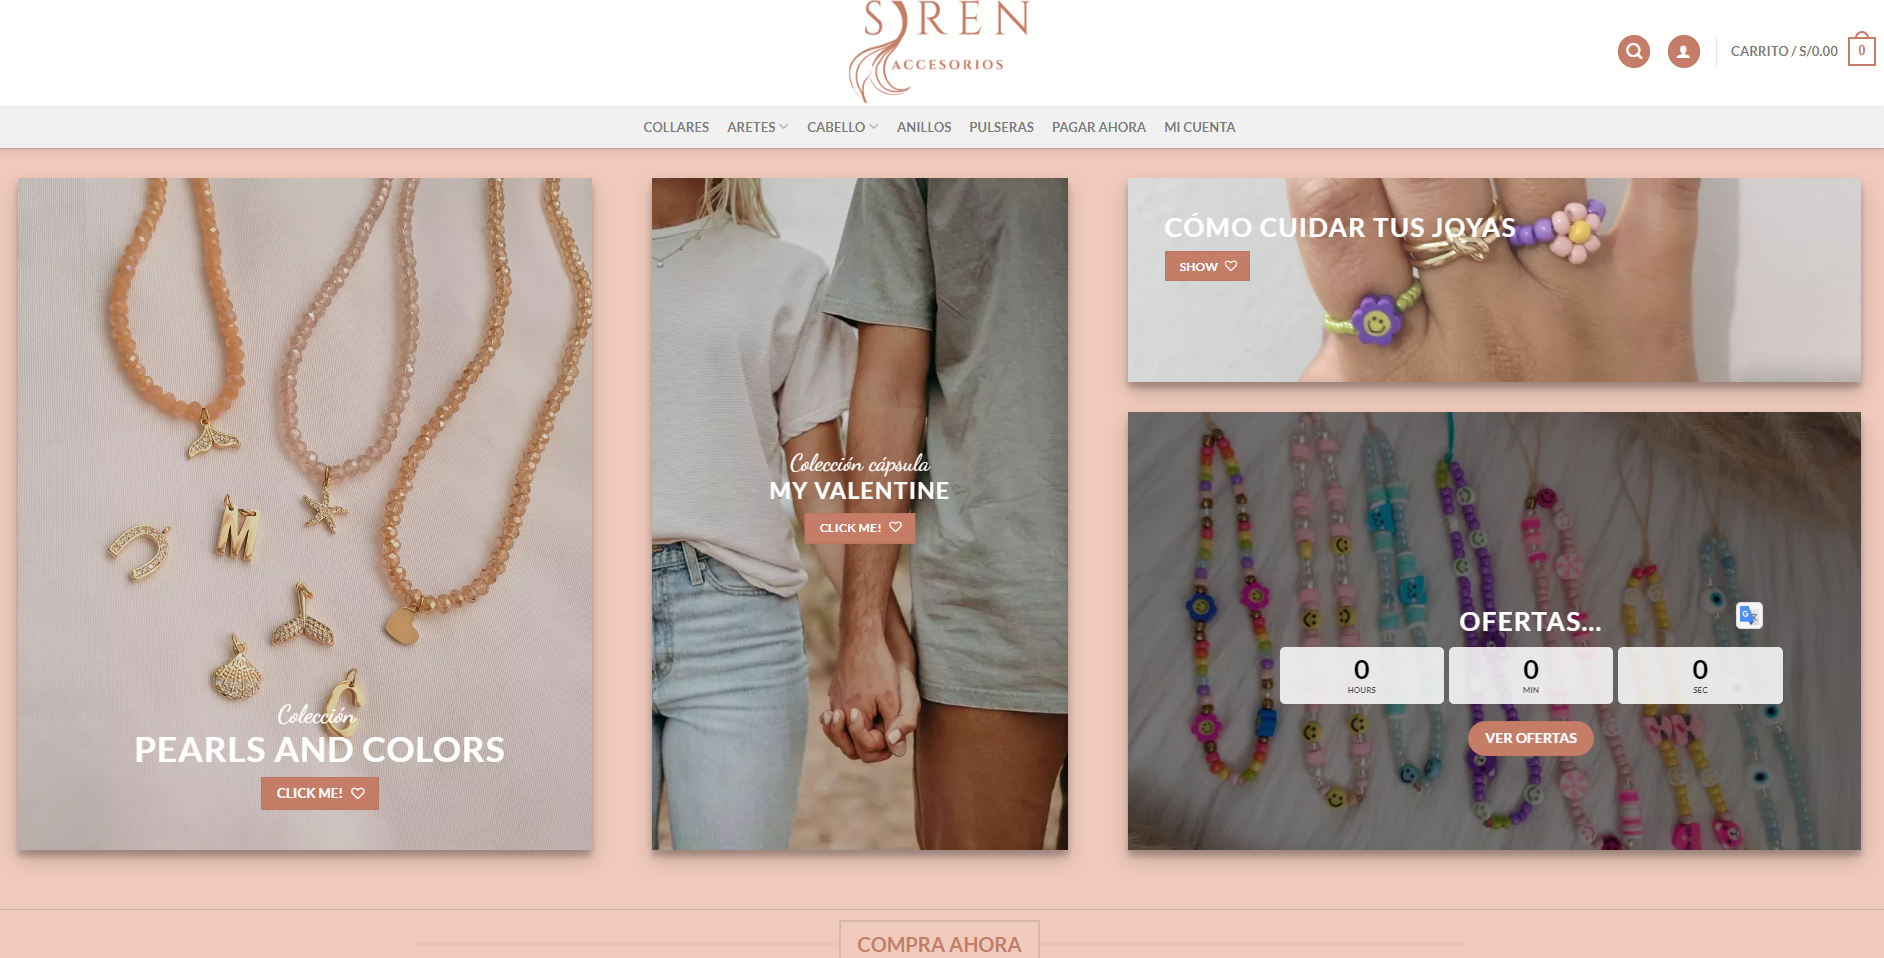 SYREN
ACCESORIOS
CARRITO / S/0.00
0
COLLARES ARETES CABELLO ANILLOS PULSERAS PAGAR AHORA MI CUENTA
Colección
PEARLS AND COLORS
CLICK ME!
M
Colección cápsula
MY VALENTINE
CLICK ME!
CÓMO CUIDAR TUS JOYAS
SHOW
OFERTAS...
G
0 0 0
HOURS MIN SEC
VER OFERTAS
COMPRA AHORA